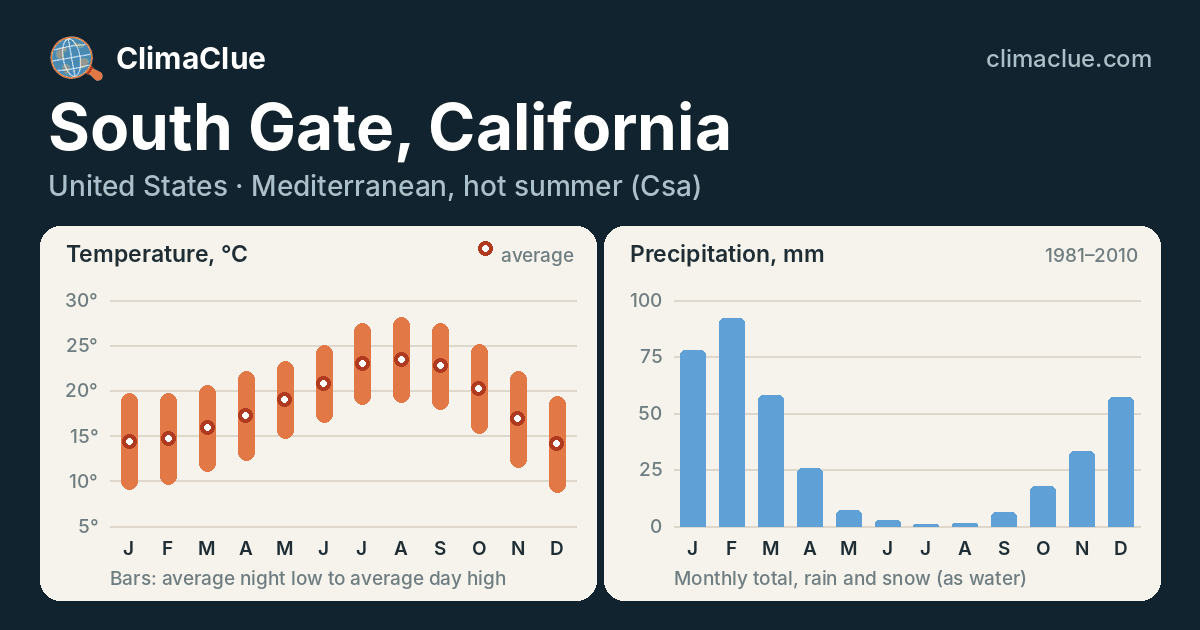 ClimaClue
climaclue.com
South Gate, California
United States · Mediterranean, hot summer (Csa)
Temperature, °C
average
30°
25°
20°
15°
10°
5°
J F M A M J J A S O N D
Bars: average night low to average day high
Precipitation, mm
1981–2010
100
75
50
25
0
J F M A M J J A S O N D
Monthly total, rain and snow (as water)